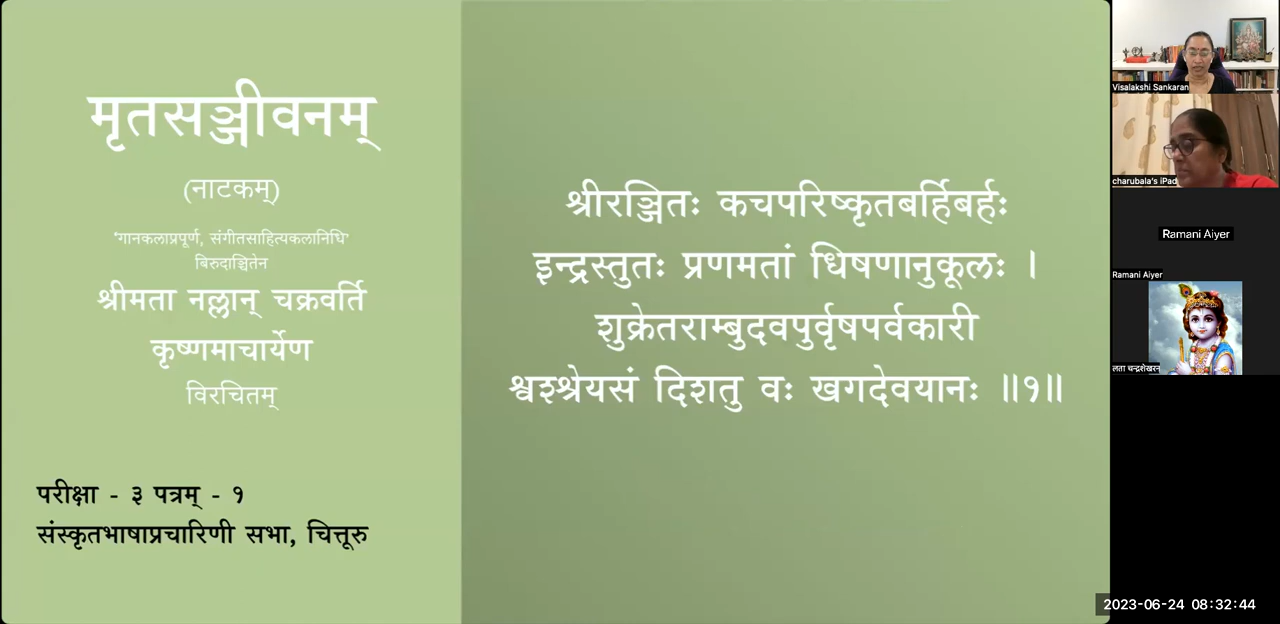 मृतसञ्जीवनम्
(नाटकम्)
"गानकलाप्रपूर्ण, संगीतसाहित्यकलानिधि"
बिरुदाञ्चितेन
श्रीमता नल्लान् चक्रवर्ति
कृष्णमाचार्येण
विरचितम्
परीक्षा - ३ पत्रम् - १
संस्कृतभाषाप्रचारिणी सभा, चित्तूरु
श्रीरञ्जितः कचपरिष्कृतबर्हिबर्हः
इन्द्रस्तुतः प्रणमतां धिषणानुकूलः ।
शुक्रेतराम्बुदवपुर्वृषपर्वकारी
श्वश्श्रेयसं दिशतु वः खगदेवयानः ॥१॥
Visalakshi Sankaran
charubala's iPad
Ramani Aiyer
Ramani Aiyer
लता चन्द्रशेखरन
2023-06-24 08:32:44